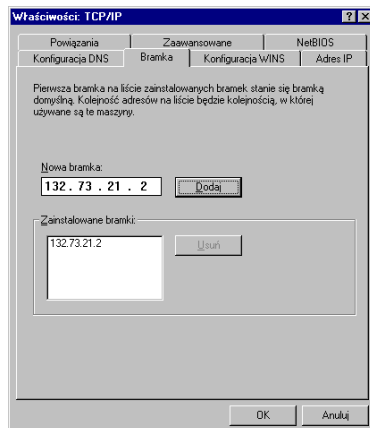 Właściwości: TCP/IP
Powiązania Zaawansowane NetBIOS
Konfiguracja DNS Bramka Konfiguracja WINS Adres IP
Pierwsza bramka na liście zainstalowanych bramek stanie się bramką
domyślną. Kolejność adresów na liście będzie kolejnością, w której
używane są te maszyny.
Nowa bramka:
132 . 73 . 21 . 2 Dodaj
Zainstalowane bramki:
132.73.21.2 Usuń
OK Anuluj